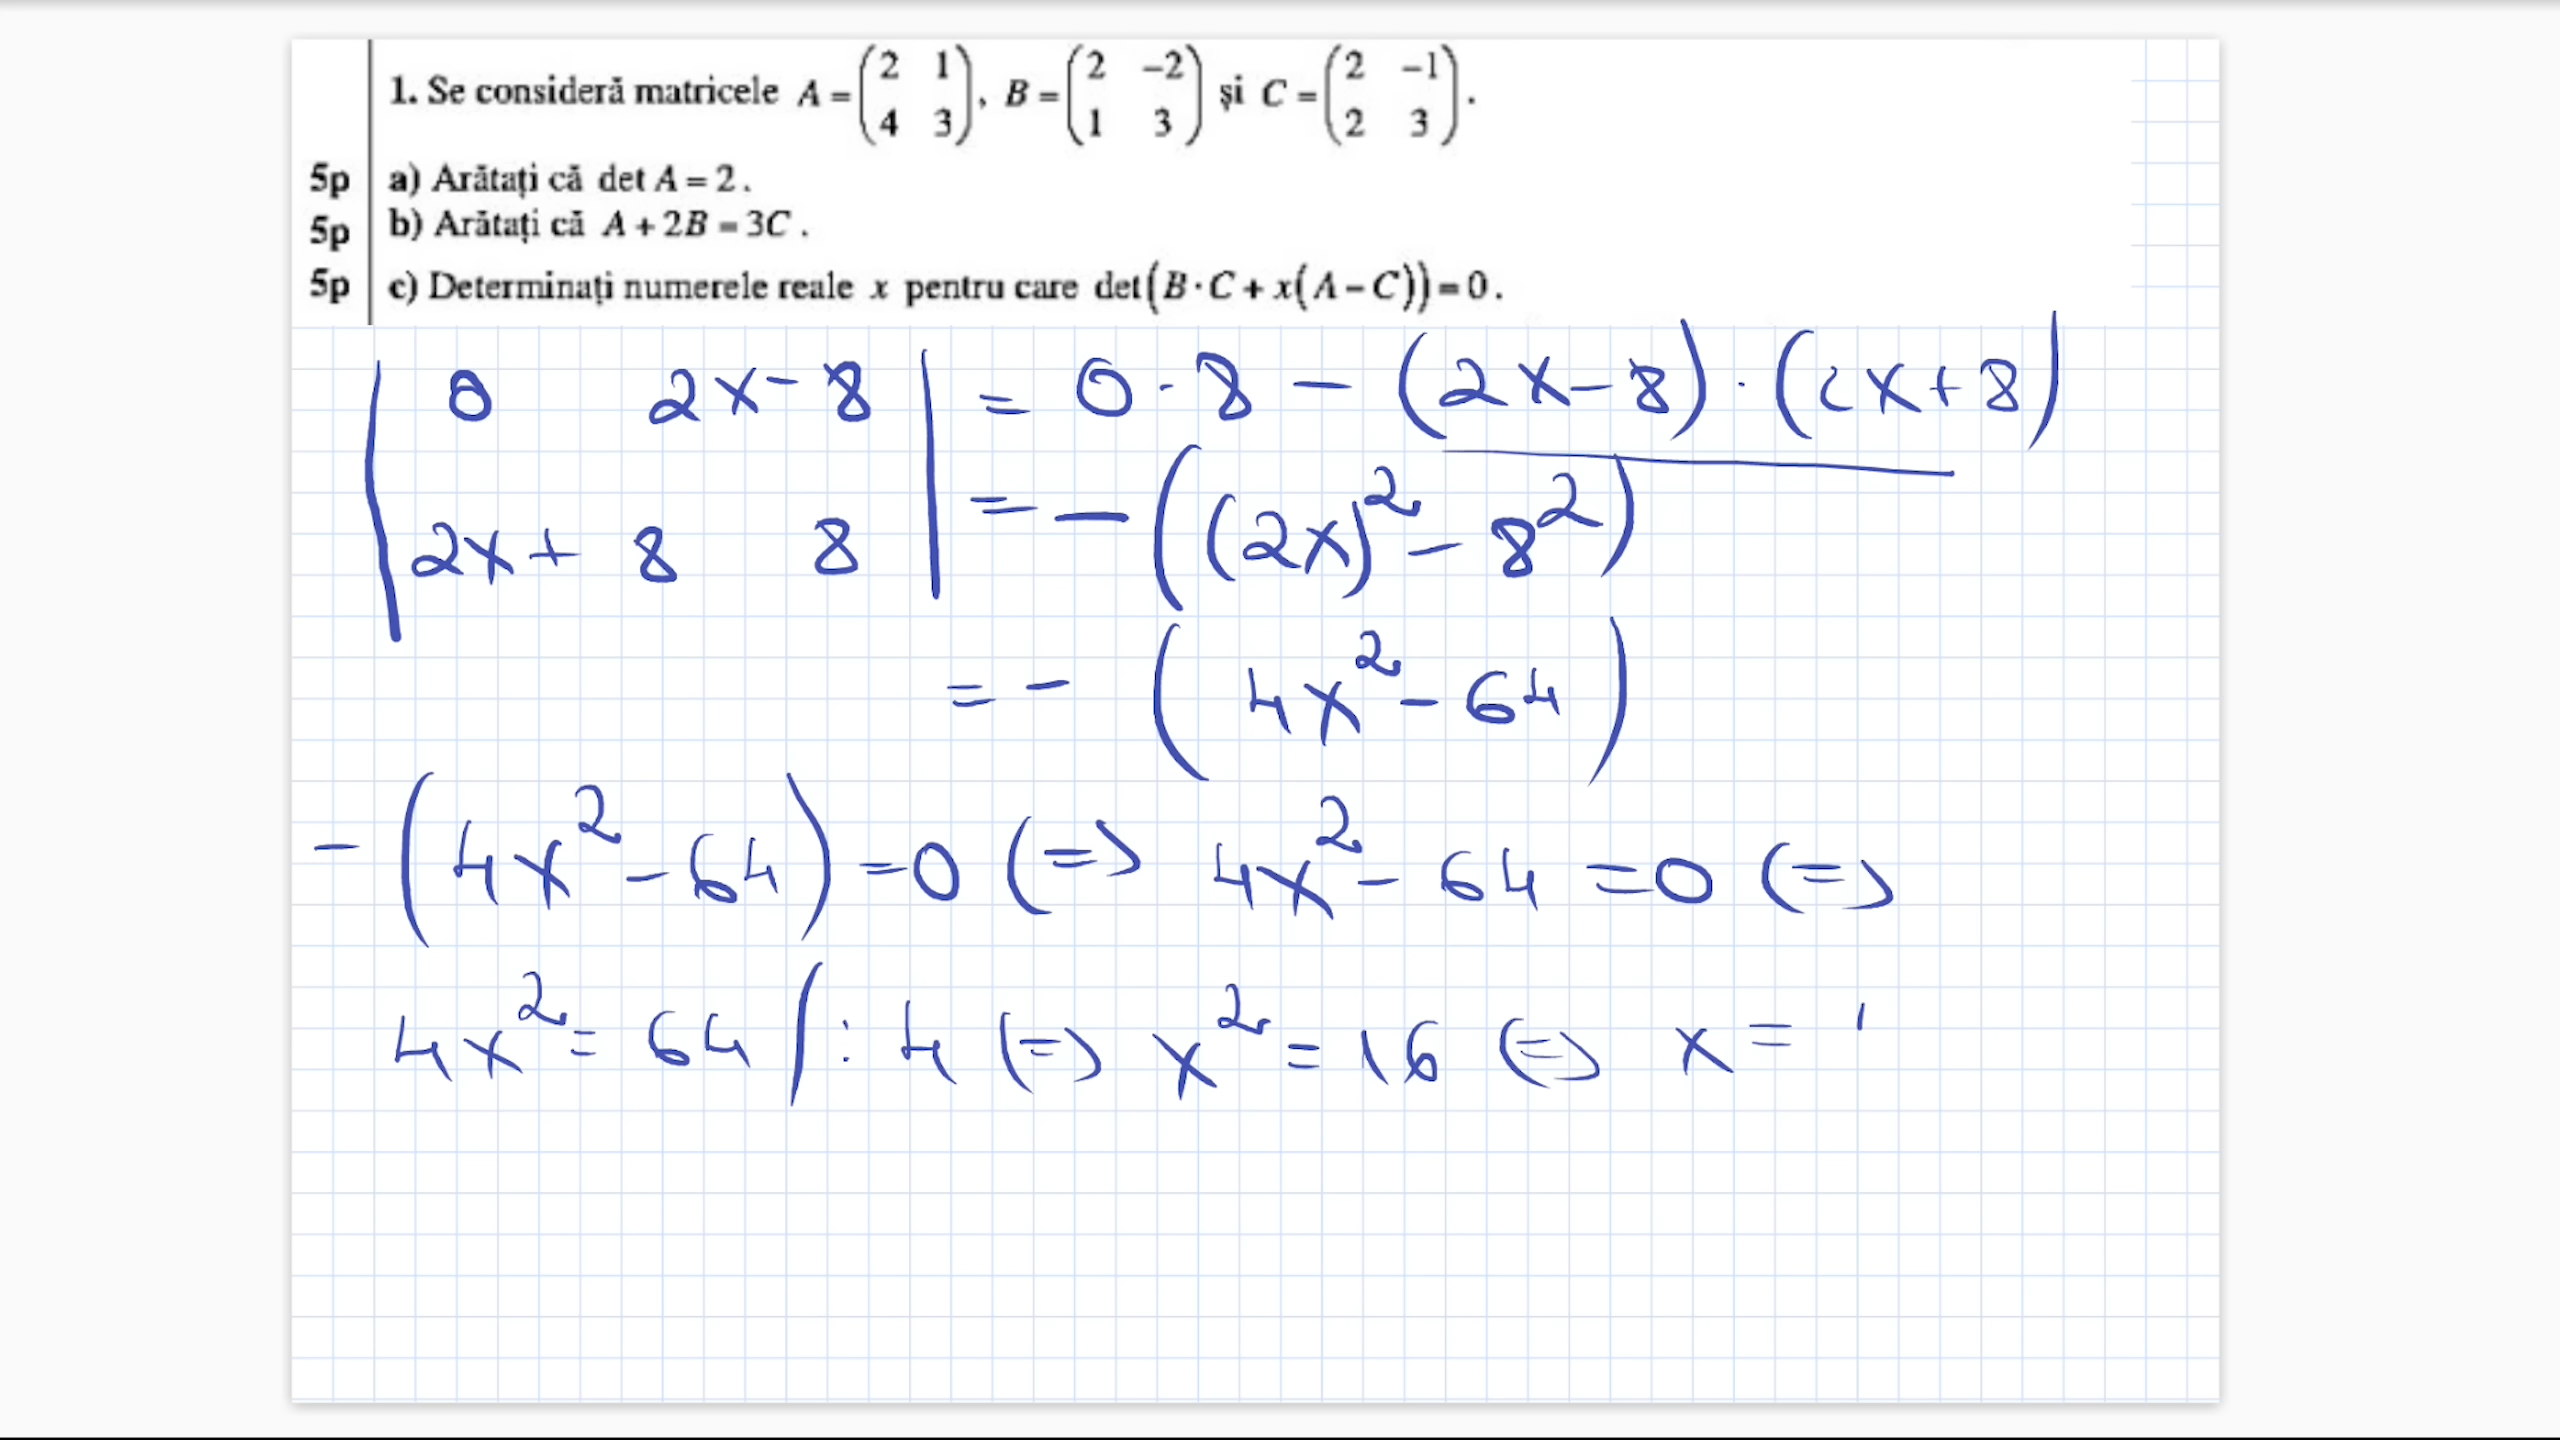 1. Se consideră matricele A = (2 1 4 3), B = (2 −2 1 3) și C = (2 −1 2 3).
5p a) Arătați că det A = 2.
5p b) Arătați că A + 2B = 3C.
5p c) Determinați numerele reale x pentru care det(B · C + x(A − C)) = 0.
| 0 2x − 8 | = 0 · 8 − (2x − 8) · (2x + 8)
| 2x + 8 8 | = − ((2x)² − 8²)
= − (4x² − 64)
− (4x² − 64) = 0 (=) 4x² − 64 = 0 (=)
4x² = 64 | : 4 (=) x² = 16 (=) x =